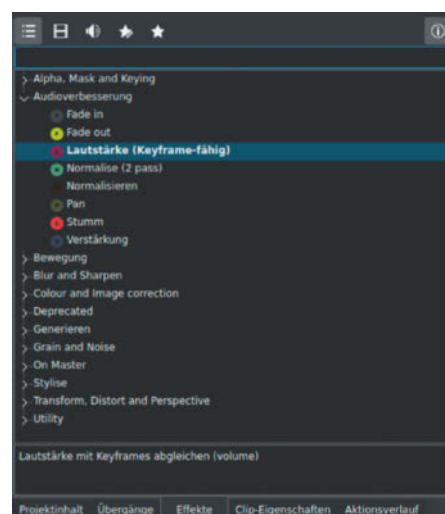 Alpha, Mask and Keying
Audioverbesserung
Fade in
Fade out
Lautstärke (Keyframe-fähig)
Normalise (2 pass)
Normalisieren
Pan
Stumm
Verstärkung
Bewegung
Blur and Sharpen
Colour and Image correction
Deprecated
Generieren
Grain and Noise
On Master
Stylise
Transform, Distort and Perspective
Utility
Lautstärke mit Keyframes abgleichen (volume)
Projektinhalt Übergänge Effekte Clip-Eigenschaften Aktionsverlauf